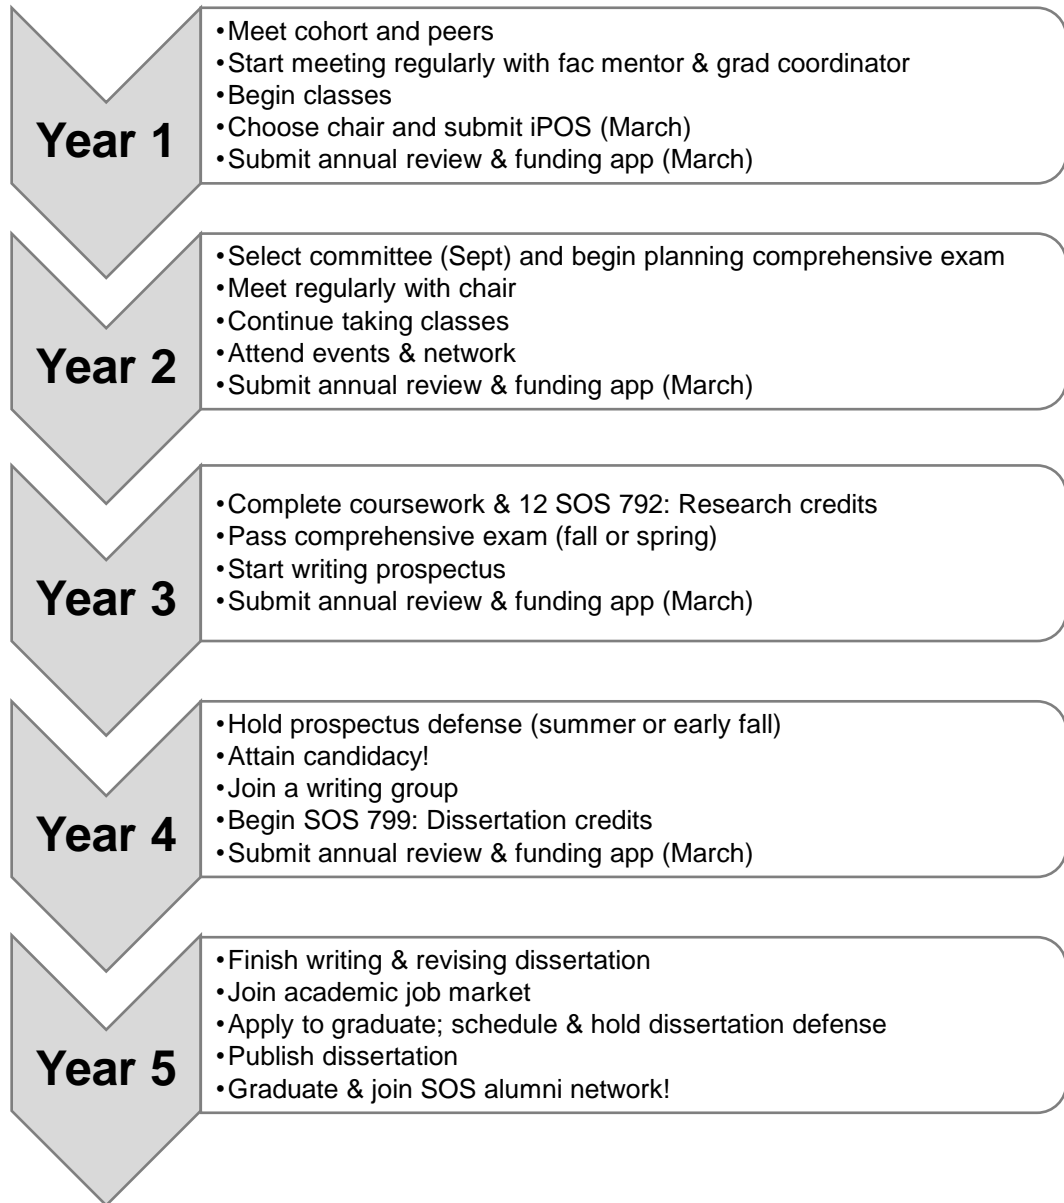 Year 1
•Meet cohort and peers
•Start meeting regularly with fac mentor & grad coordinator
•Begin classes
•Choose chair and submit iPOS (March)
•Submit annual review & funding app (March)
Year 2
•Select committee (Sept) and begin planning comprehensive exam
•Meet regularly with chair
•Continue taking classes
•Attend events & network
•Submit annual review & funding app (March)
Year 3
•Complete coursework & 12 SOS 792: Research credits
•Pass comprehensive exam (fall or spring)
•Start writing prospectus
•Submit annual review & funding app (March)
Year 4
•Hold prospectus defense (summer or early fall)
•Attain candidacy!
•Join a writing group
•Begin SOS 799: Dissertation credits
•Submit annual review & funding app (March)
Year 5
•Finish writing & revising dissertation
•Join academic job market
•Apply to graduate; schedule & hold dissertation defense
•Publish dissertation
•Graduate & join SOS alumni network!